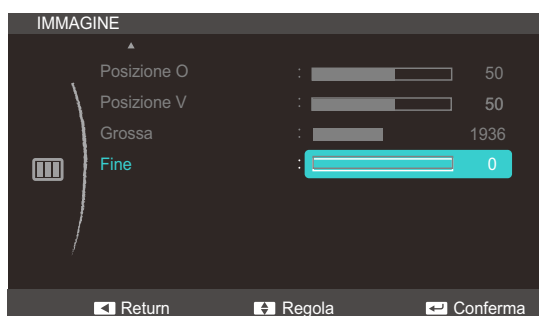 IMMAGINE
Posizione O : 50
Posizione V : 50
Grossa : 1936
Fine : 0
Return Regola Conferma